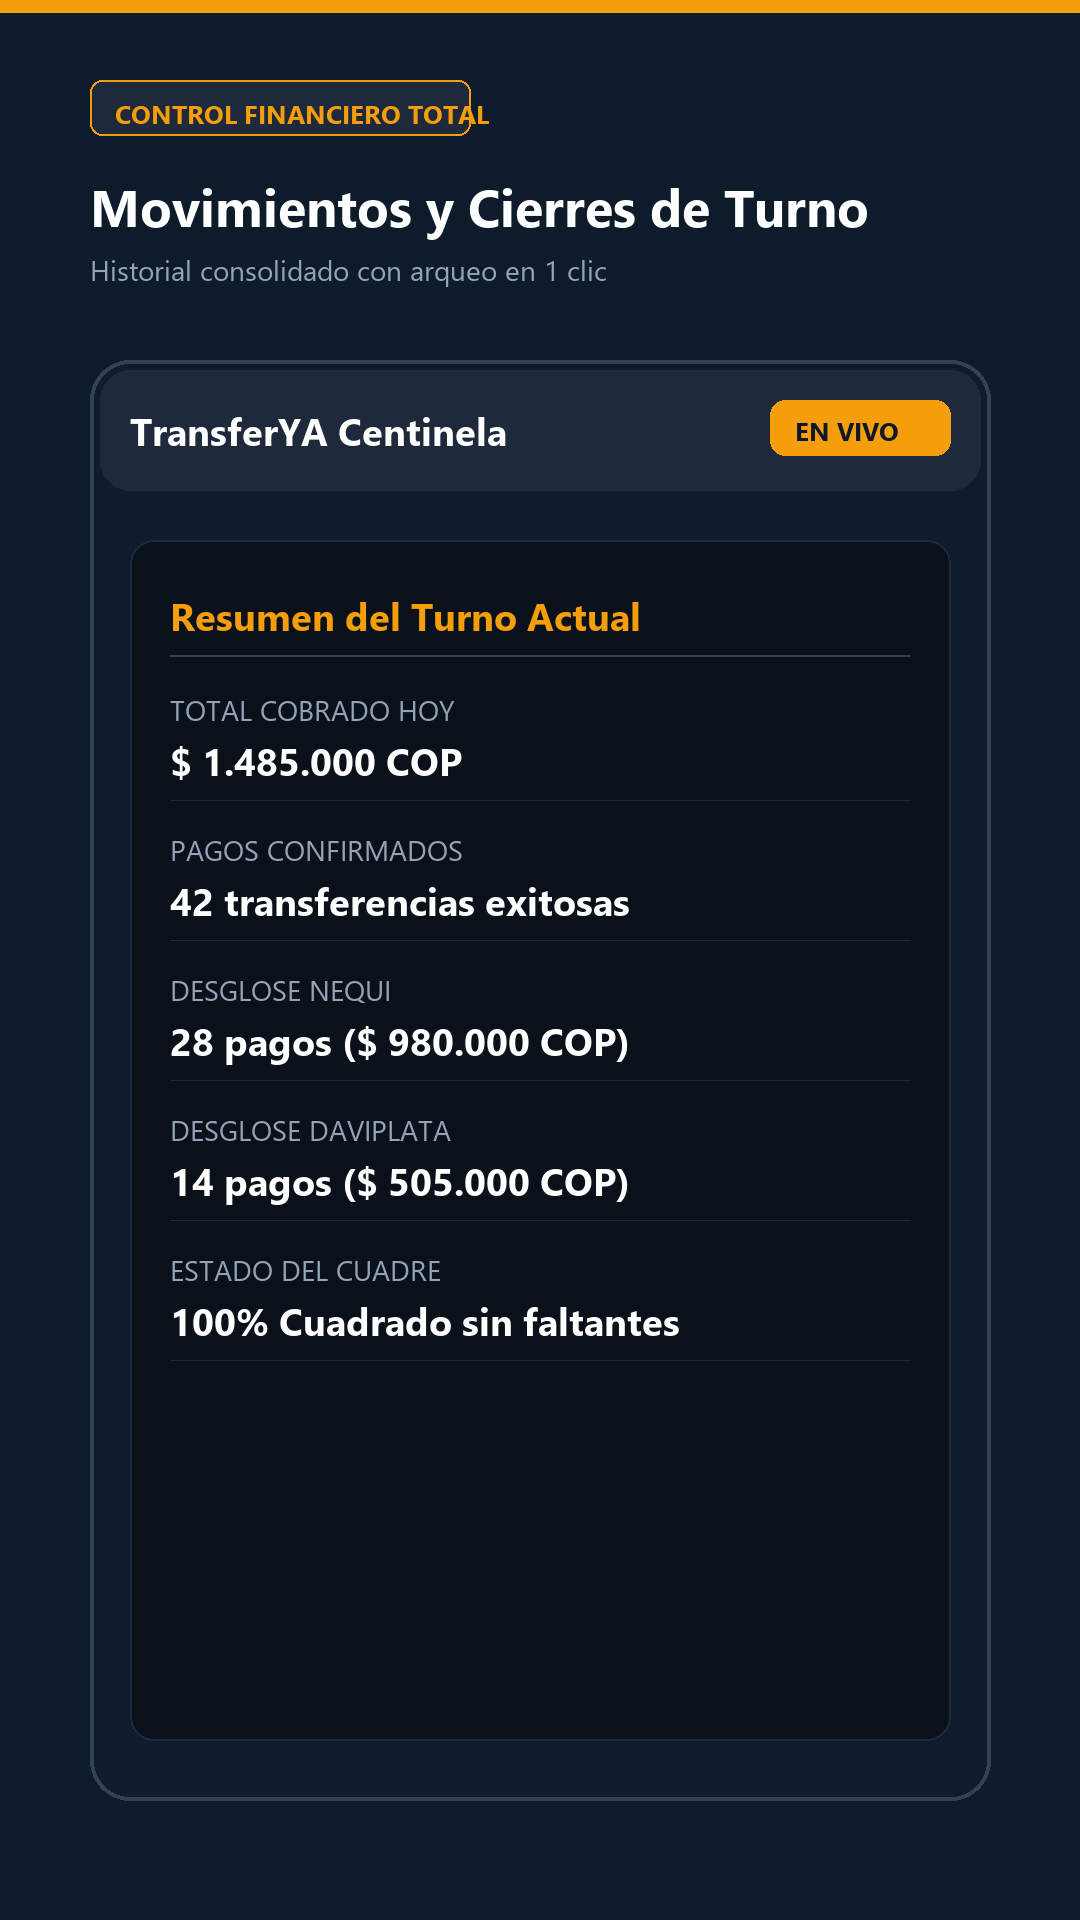 CONTROL FINANCIERO TOTAL
Movimientos y Cierres de Turno
Historial consolidado con arqueo en 1 clic
TransferYA Centinela
EN VIVO
Resumen del Turno Actual
TOTAL COBRADO HOY
$ 1.485.000 COP
PAGOS CONFIRMADOS
42 transferencias exitosas
DESGLOSE NEQUI
28 pagos ($ 980.000 COP)
DESGLOSE DAVIPLATA
14 pagos ($ 505.000 COP)
ESTADO DEL CUADRE
100% Cuadrado sin faltantes